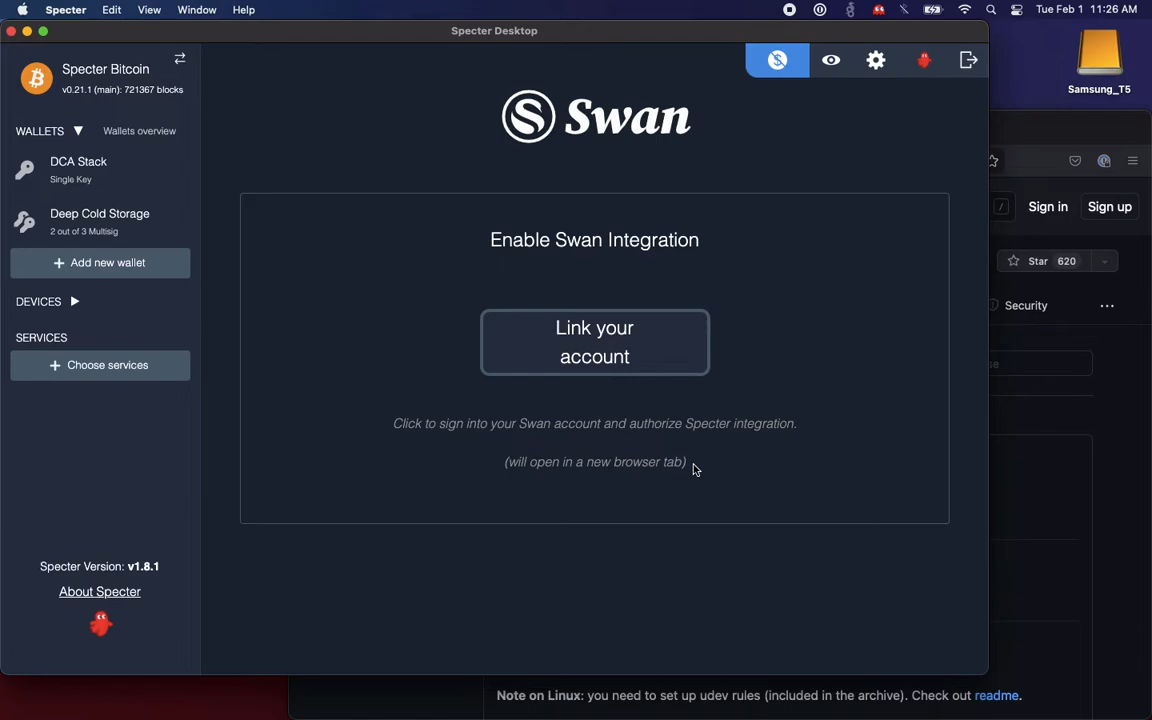 Specter Edit View Window Help Tue Feb 1 11:26 AM
Specter Desktop
Samsung_T5
Specter Bitcoin
v0.21.1 (main): 721367 blocks
WALLETS ▼ Wallets overview
DCA Stack
Single Key
Deep Cold Storage
2 out of 3 Multisig
+ Add new wallet
DEVICES ▶
SERVICES
+ Choose services
Specter Version: v1.8.1
About Specter
Swan
Enable Swan Integration
Link your
account
Click to sign into your Swan account and authorize Specter integration.
(will open in a new browser tab)
/ Sign in Sign up
Star 620
Security
Note on Linux: you need to set up udev rules (included in the archive). Check out readme.